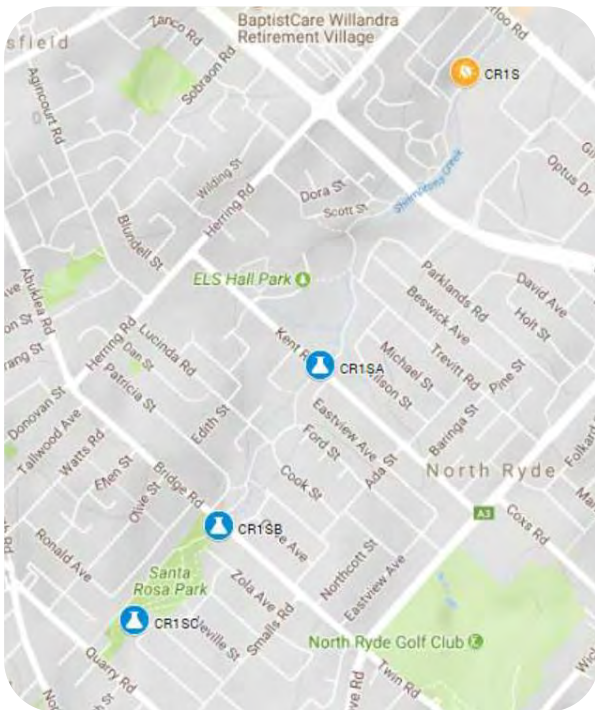 Zanco Rd
BaptistCare Willandra
Retirement Village
sfield
Sobraon Rd
Agincourt Rd
CR1S
Optus Dr
Wilding St
Dora St
Scott St
Shrimptons Creek
Herring Rd
Blundell St
ELS Hall Park
Abuklea Rd
Parklands Rd
David Ave
Beswick Ave
Holt St
Herring Rd
Lucinda Rd
Dan St
Kent
CR1SA
Michael St
Trevitt Rd
Pine St
Patricia St
Donovan St
Tallwood Ave
Edith St
Eastview Ave
Baringa St
Watts Rd
Ford St
Ada St
North Ryde
Ellen St
Olive St
Bridge Rd
Cook St
A3
Coxs Rd
CR1SB
Ronald Ave
Santa
Rosa Park
Zola Ave
Northcott St
Eastview Ave
CR1SC
Smalls Rd
North Ryde Golf Club
Quarry Rd
Twin Rd